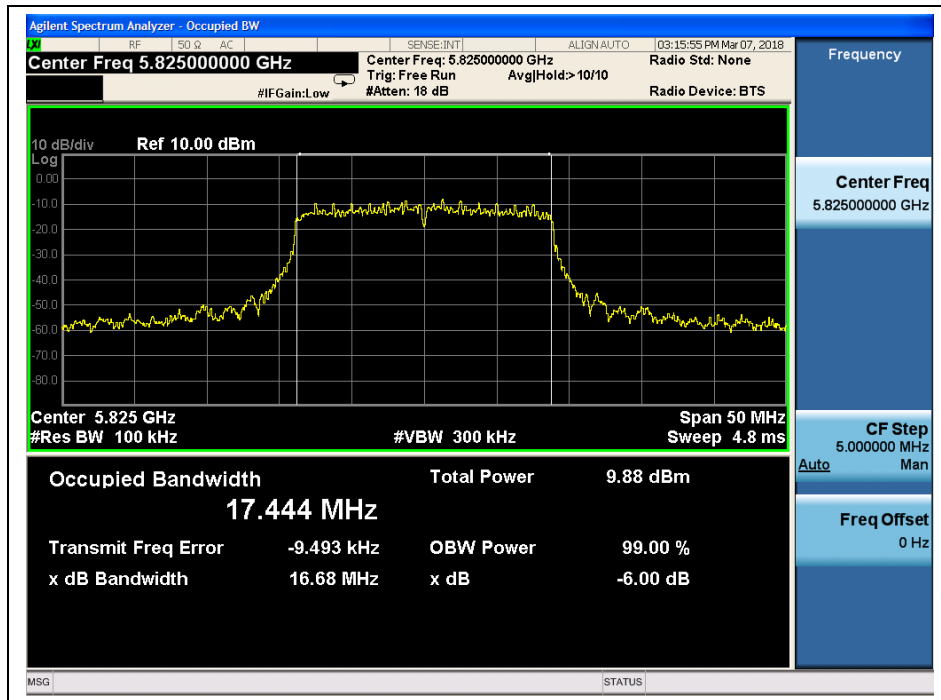 Agilent Spectrum Analyzer - Occupied BW
LXI RF 50 Ω AC SENSE:INT ALIGN AUTO 03:15:55 PM Mar 07, 2018
Center Freq 5.825000000 GHz
Center Freq: 5.825000000 GHz
Radio Std: None
Trig: Free Run Avg|Hold:> 10/10
#IFGain:Low
#Atten: 18 dB
Radio Device: BTS
10 dB/div Ref 10.00 dBm
Log
0.00
-10.0
-20.0
-30.0
-40.0
-50.0
-60.0
-70.0
-80.0
Center 5.825 GHz Span 50 MHz
#Res BW 100 kHz #VBW 300 kHz Sweep 4.8 ms
Occupied Bandwidth Total Power 9.88 dBm
17.444 MHz
Transmit Freq Error -9.493 kHz OBW Power 99.00 %
x dB Bandwidth 16.68 MHz x dB -6.00 dB
MSG STATUS
Frequency
Center Freq
5.825000000 GHz
CF Step
5.000000 MHz
Auto Man
Freq Offset
0 Hz